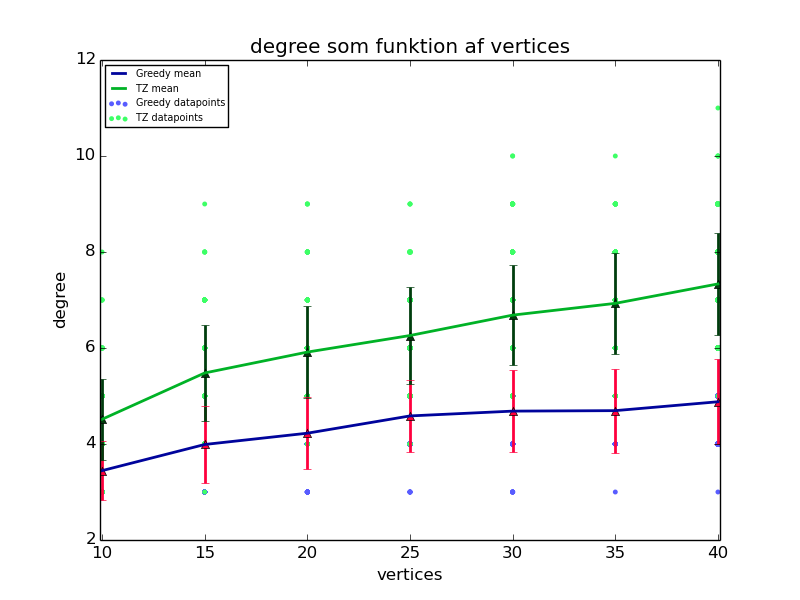 degree som funktion af vertices
12
Greedy mean
TZ mean
Greedy datapoints
TZ datapoints
10
8
degree
6
4
2
10 15 20 25 30 35 40
vertices